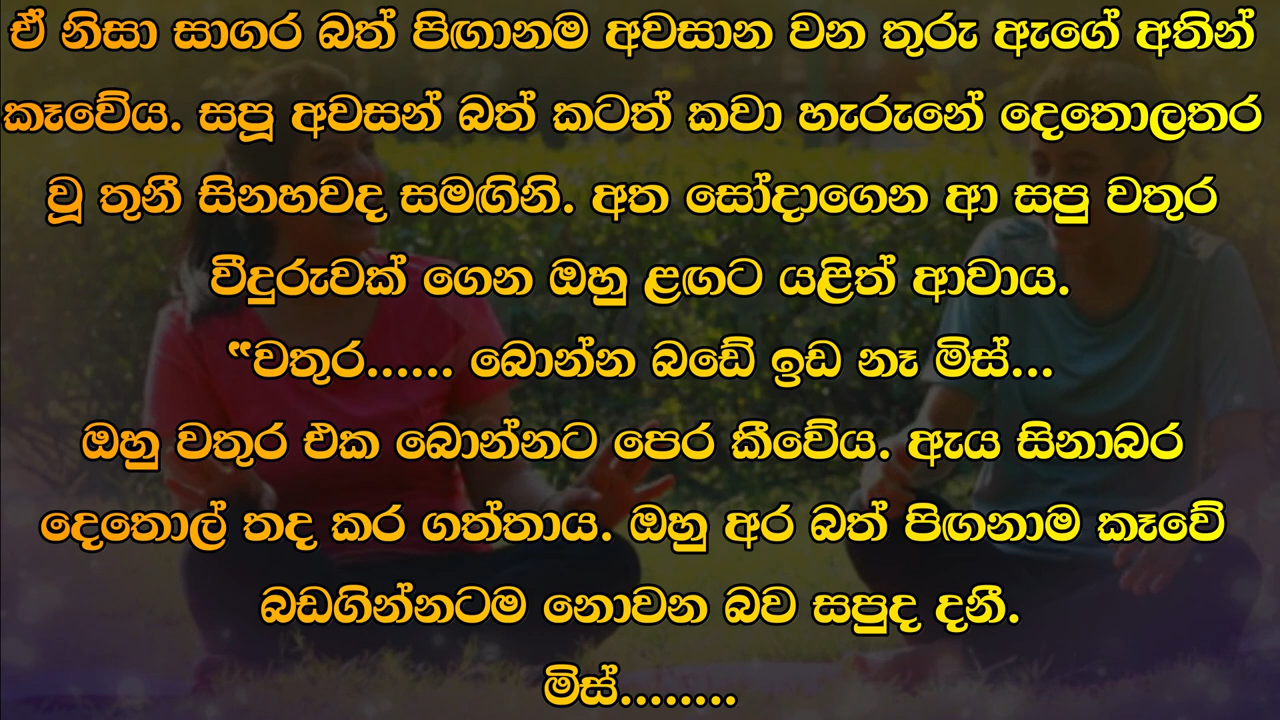 ඒ නිසා සාගර බත් පිඟානම අවසාන වන තුරු ඇගේ අතින්
කෑවේය. සපූ අවසන් බත් කටත් කවා හැරුනේ දෙතොලතර
වූ තුනී සිනහවද සමඟිනි. අත සෝදාගෙන ආ සපු වතුර
වීදුරුවක් ගෙන ඔහු ළඟට යළිත් ආවාය.
“වතුර...... බොන්න බඩේ ඉඩ නෑ මිස්...
ඔහු වතුර එක බොන්නට පෙර කීවේය. ඇය සිනාබර
දෙතොල් තද කර ගත්තාය. ඔහු අර බත් පිඟනාම කෑවේ
බඩගින්නටම නොවන බව සපුද දනී.
මිස්........